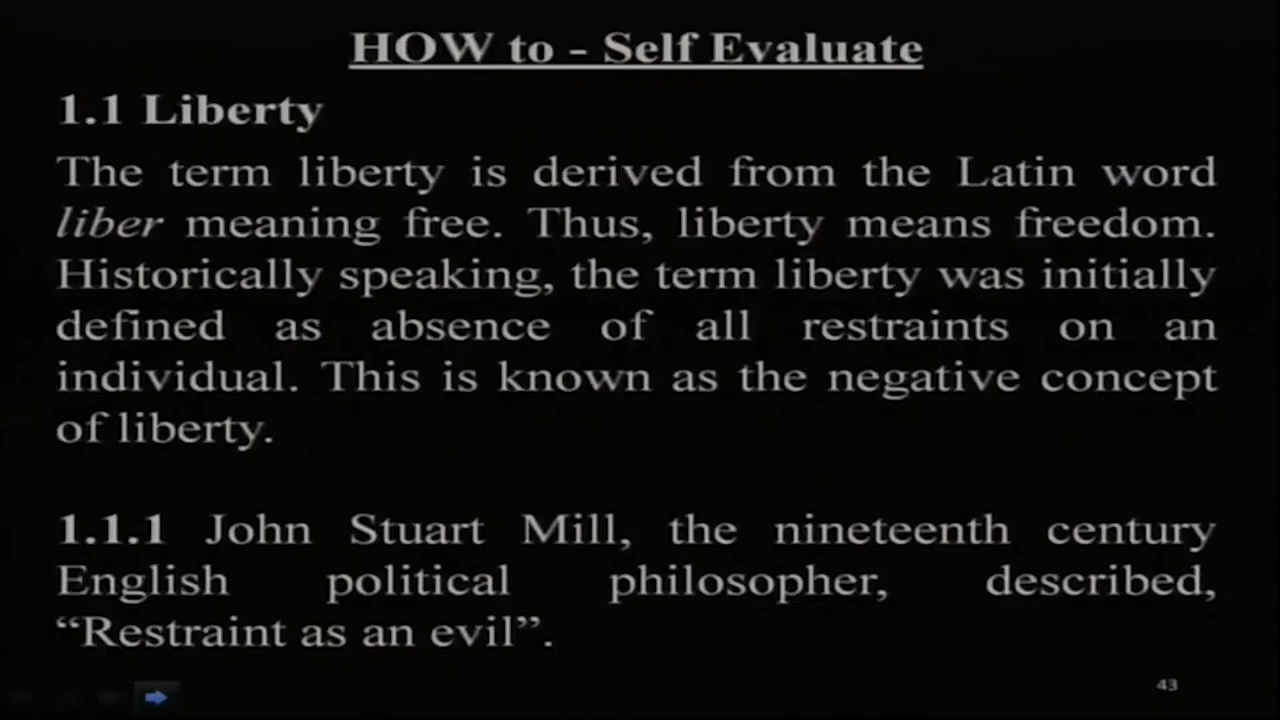 HOW to - Self Evaluate
1.1 Liberty
The term liberty is derived from the Latin word
liber meaning free. Thus, liberty means freedom.
Historically speaking, the term liberty was initially
defined as absence of all restraints on an
individual. This is known as the negative concept
of liberty.
1.1.1 John Stuart Mill, the nineteenth century
English political philosopher, described,
“Restraint as an evil”.
43